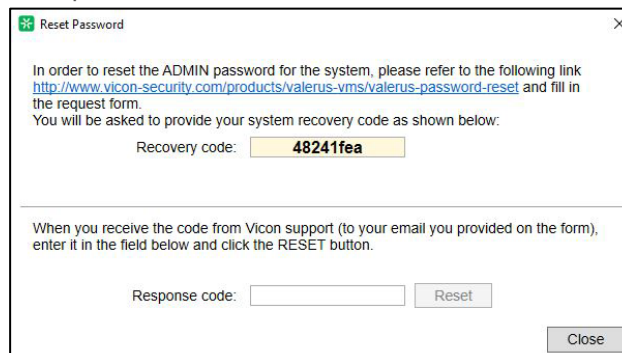 Reset Password
In order to reset the ADMIN password for the system, please refer to the following link
http://www.vicon-security.com/products/valerus-vms/valerus-password-reset and fill in
the request form.
You will be asked to provide your system recovery code as shown below:
Recovery code: 48241fea
When you receive the code from Vicon support (to your email you provided on the form),
enter it in the field below and click the RESET button.
Response code: Reset
Close